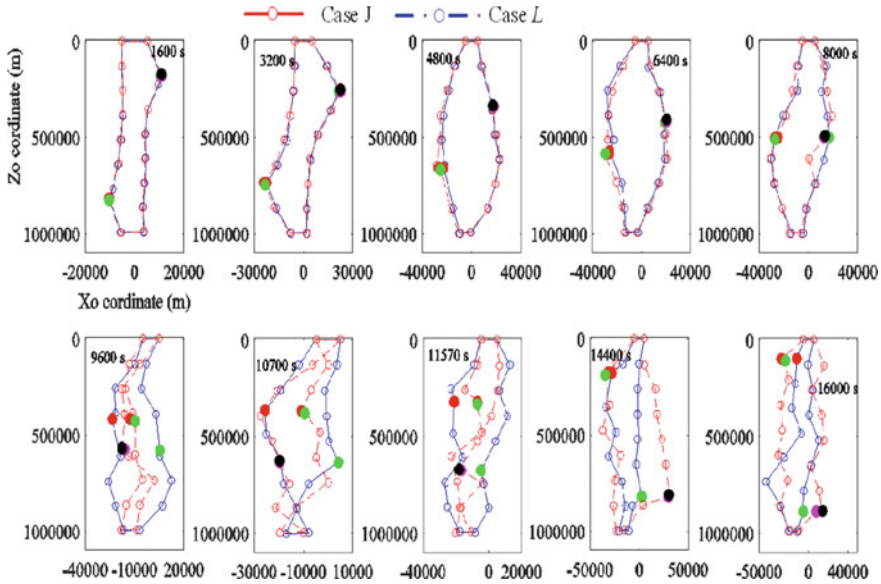 Case J Case L
Zo cordinate (m)
0 0 0 0 0
1600 s 3200 s 4800 s 6400 s 8000 s
500000 500000 500000 500000 500000
1000000 1000000 1000000 1000000 1000000
-20000 0 20000 -30000 0 30000 -40000 0 40000 -40000 0 40000 -40000 0 40000
Xo cordinate (m)
0 0 0 0 0
9600 s 10700 s 11570 s 14400 s 16000 s
500000 500000 500000 500000 500000
1000000 1000000 1000000 1000000 1000000
-40000 -10000 20000 -30000 -10000 10000 -40000 0 40000 -50000 0 50000 -50000 0 50000